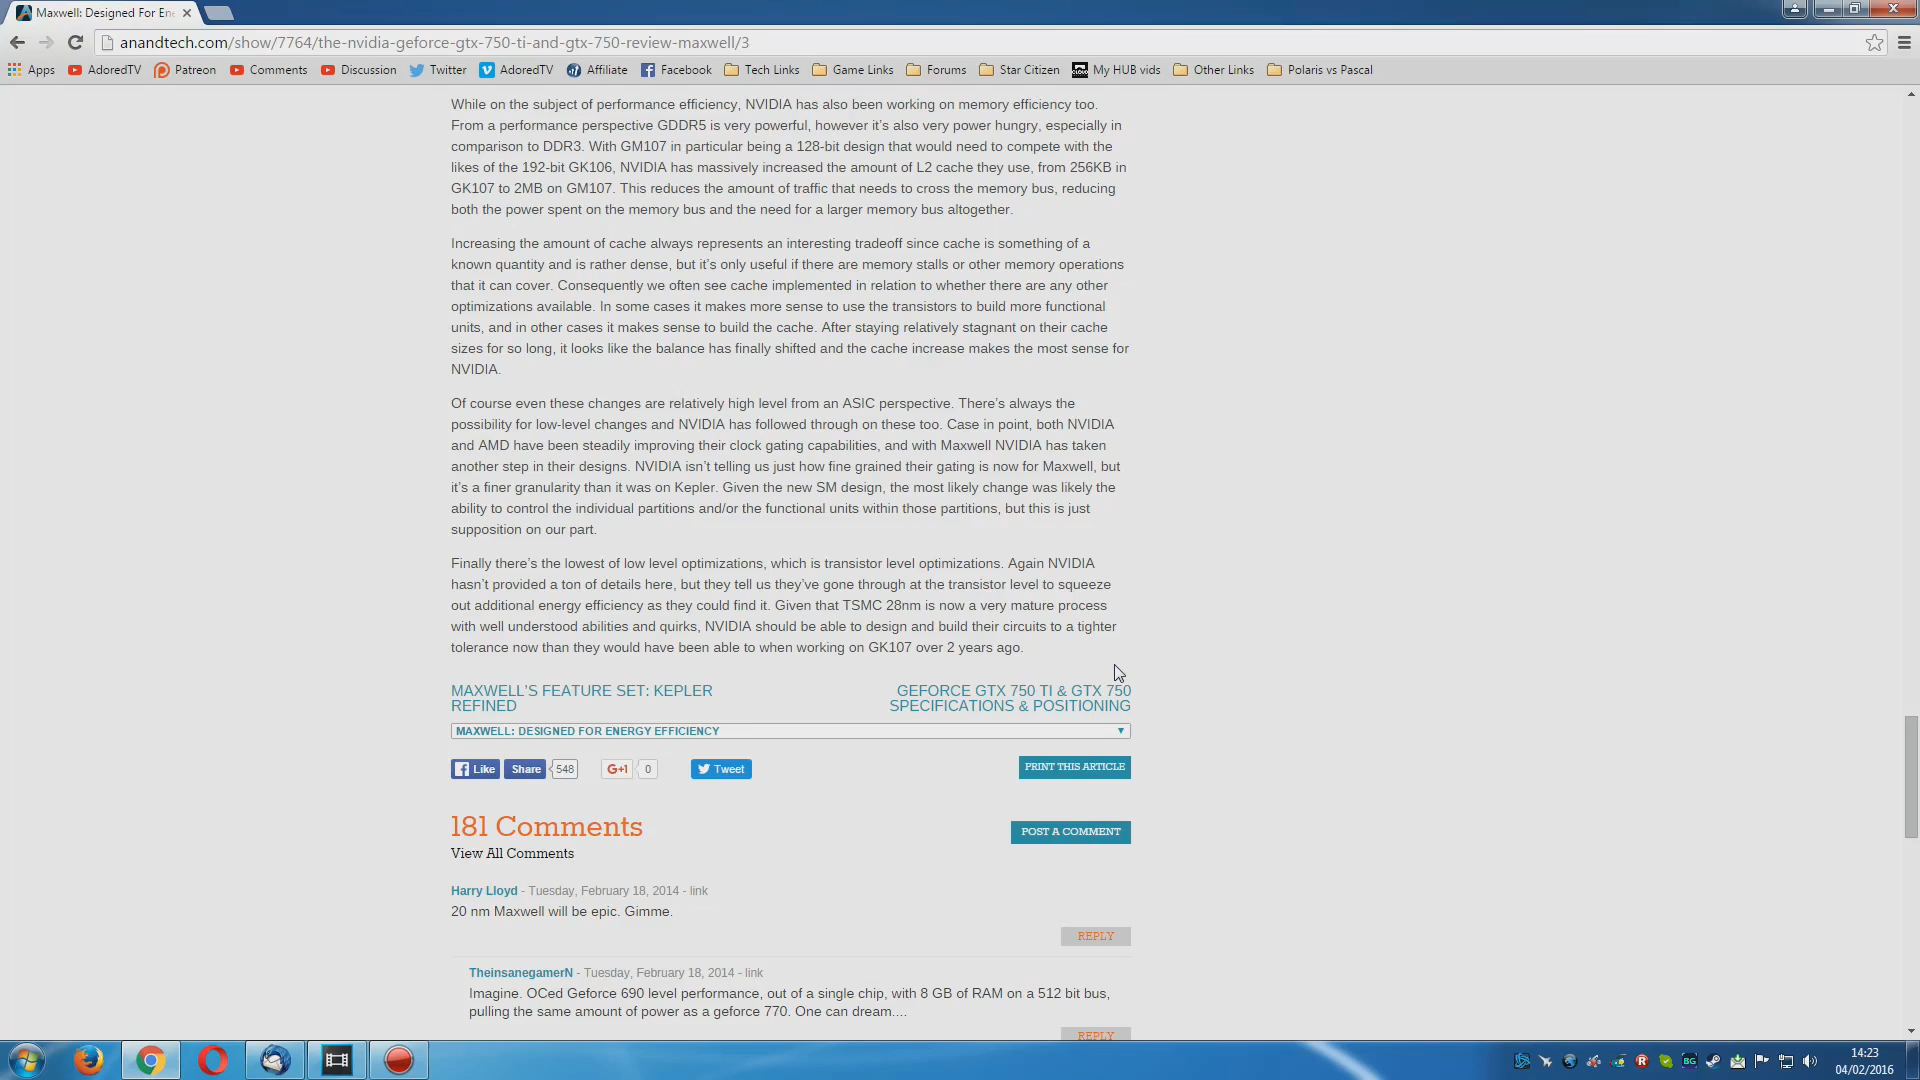 Maxwell: Designed For En
anandtech.com/show/7764/the-nvidia-geforce-gtx-750-ti-and-gtx-750-review-maxwell/3
Apps AdoredTV Patreon Comments Discussion Twitter AdoredTV Affiliate Facebook Tech Links Game Links Forums Star Citizen My HUB vids Other Links Polaris vs Pascal
While on the subject of performance efficiency, NVIDIA has also been working on memory efficiency too.
From a performance perspective GDDR5 is very powerful, however it's also very power hungry, especially in
comparison to DDR3. With GM107 in particular being a 128-bit design that would need to compete with the
likes of the 192-bit GK106, NVIDIA has massively increased the amount of L2 cache they use, from 256KB in
GK107 to 2MB on GM107. This reduces the amount of traffic that needs to cross the memory bus, reducing
both the power spent on the memory bus and the need for a larger memory bus altogether.
Increasing the amount of cache always represents an interesting tradeoff since cache is something of a
known quantity and is rather dense, but it's only useful if there are memory stalls or other memory operations
that it can cover. Consequently we often see cache implemented in relation to whether there are any other
optimizations available. In some cases it makes more sense to use the transistors to build more functional
units, and in other cases it makes sense to build the cache. After staying relatively stagnant on their cache
sizes for so long, it looks like the balance has finally shifted and the cache increase makes the most sense for
NVIDIA.
Of course even these changes are relatively high level from an ASIC perspective. There's always the
possibility for low-level changes and NVIDIA has followed through on these too. Case in point, both NVIDIA
and AMD have been steadily improving their clock gating capabilities, and with Maxwell NVIDIA has taken
another step in their designs. NVIDIA isn't telling us just how fine grained their gating is now for Maxwell, but
it's a finer granularity than it was on Kepler. Given the new SM design, the most likely change was likely the
ability to control the individual partitions and/or the functional units within those partitions, but this is just
supposition on our part.
Finally there's the lowest of low level optimizations, which is transistor level optimizations. Again NVIDIA
hasn't provided a ton of details here, but they tell us they've gone through at the transistor level to squeeze
out additional energy efficiency as they could find it. Given that TSMC 28nm is now a very mature process
with well understood abilities and quirks, NVIDIA should be able to design and build their circuits to a tighter
tolerance now than they would have been able to when working on GK107 over 2 years ago.
MAXWELL'S FEATURE SET: KEPLER
REFINED
GEFORCE GTX 750 TI & GTX 750
SPECIFICATIONS & POSITIONING
MAXWELL: DESIGNED FOR ENERGY EFFICIENCY
Like Share 548 G+1 0 Tweet PRINT THIS ARTICLE
181 Comments
POST A COMMENT
View All Comments
Harry Lloyd - Tuesday, February 18, 2014 - link
20 nm Maxwell will be epic. Gimme.
REPLY
TheinsanegamerN - Tuesday, February 18, 2014 - link
Imagine. OCed Geforce 690 level performance, out of a single chip, with 8 GB of RAM on a 512 bit bus,
pulling the same amount of power as a geforce 770. One can dream....
REPLY
BG
14:23
04/02/2016